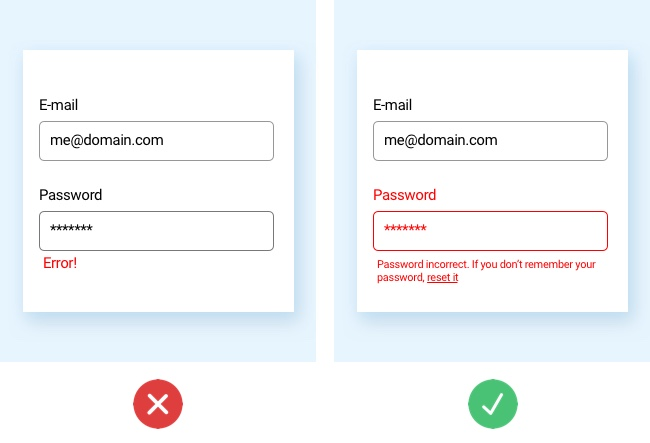 E-mail
me@domain.com
Password
*******
Error!
E-mail
me@domain.com
Password
*******
Password incorrect. If you don’t remember your
password, reset it